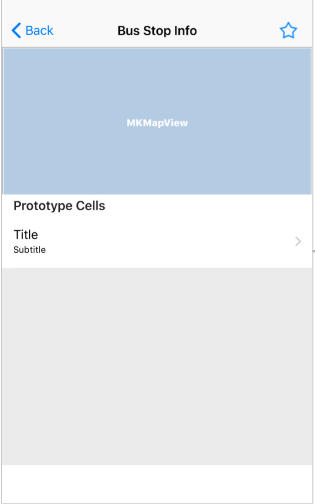 Back
Bus Stop Info
MKMapView
Prototype Cells
Title
Subtitle